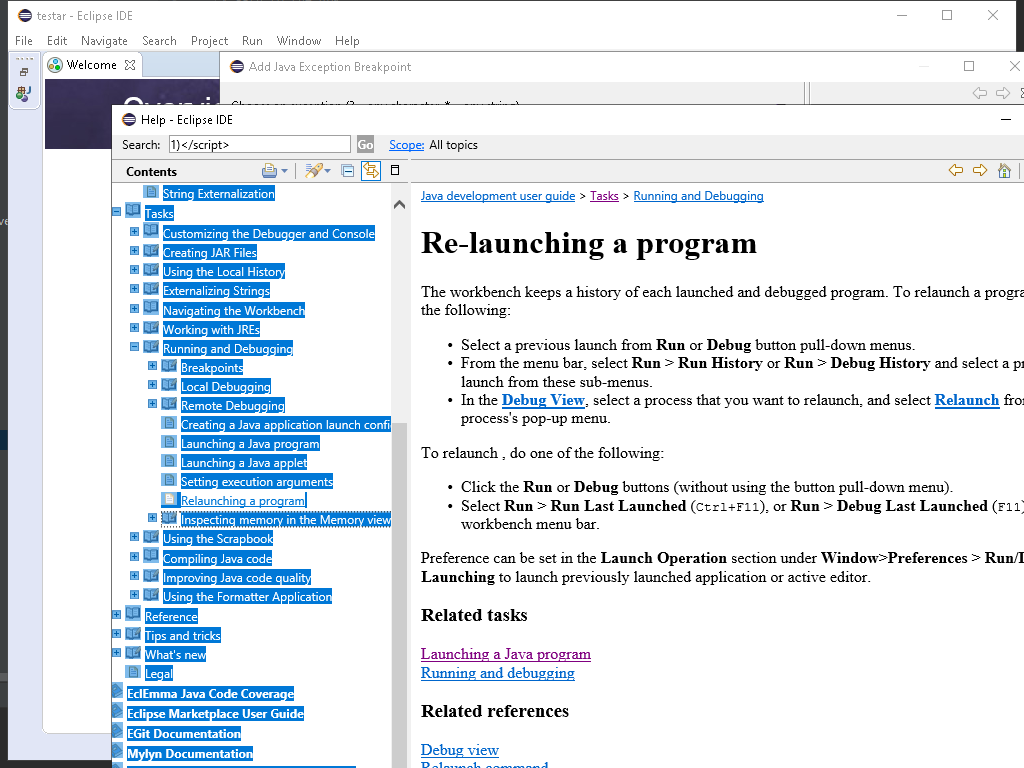 testar - Eclipse IDE
File Edit Navigate Search Project Run Window Help
Welcome
Add Java Exception Breakpoint
Help - Eclipse IDE
Search: 1)</script> Go Scope: All topics
Contents
String Externalization
Tasks
Customizing the Debugger and Console
Creating JAR Files
Using the Local History
Externalizing Strings
Navigating the Workbench
Working with JREs
Running and Debugging
Breakpoints
Local Debugging
Remote Debugging
Creating a Java application launch confi
Launching a Java program
Launching a Java applet
Setting execution arguments
Relaunching a program
Inspecting memory in the Memory view
Using the Scrapbook
Compiling Java code
Improving Java code quality
Using the Formatter Application
Reference
Tips and tricks
What's new
Legal
EclEmma Java Code Coverage
Eclipse Marketplace User Guide
EGit Documentation
Mylyn Documentation
Java development user guide > Tasks > Running and Debugging
Re-launching a program
The workbench keeps a history of each launched and debugged program. To relaunch a progra
the following:
• Select a previous launch from Run or Debug button pull-down menus.
• From the menu bar, select Run > Run History or Run > Debug History and select a pr
launch from these sub-menus.
• In the Debug View, select a process that you want to relaunch, and select Relaunch from
process's pop-up menu.
To relaunch , do one of the following:
• Click the Run or Debug buttons (without using the button pull-down menu).
• Select Run > Run Last Launched (Ctrl+F11), or Run > Debug Last Launched (F11)
workbench menu bar.
Preference can be set in the Launch Operation section under Window>Preferences > Run/D
Launching to launch previously launched application or active editor.
Related tasks
Launching a Java program
Running and debugging
Related references
Debug view
Relaunch command